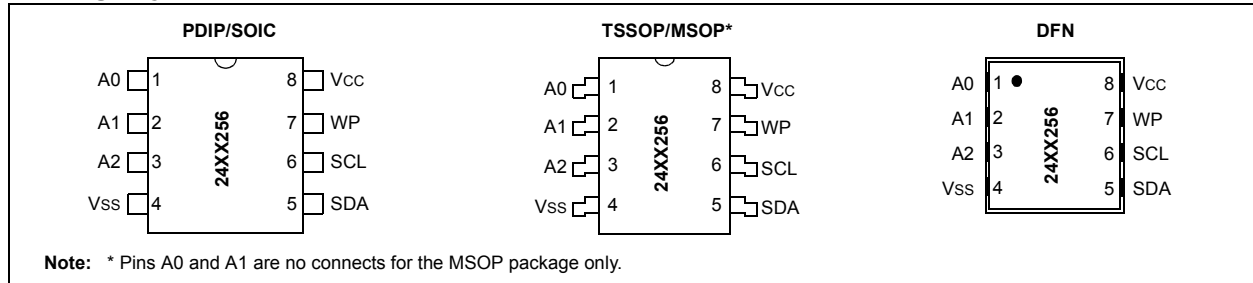 PDIP/SOIC
A0 1 8 VCC
A1 2 7 WP
A2 3 6 SCL
VSS 4 5 SDA
24XX256
TSSOP/MSOP*
A0 1 8 VCC
A1 2 7 WP
A2 3 6 SCL
VSS 4 5 SDA
24XX256
DFN
A0 1 8 VCC
A1 2 7 WP
A2 3 6 SCL
VSS 4 5 SDA
24XX256
Note: * Pins A0 and A1 are no connects for the MSOP package only.